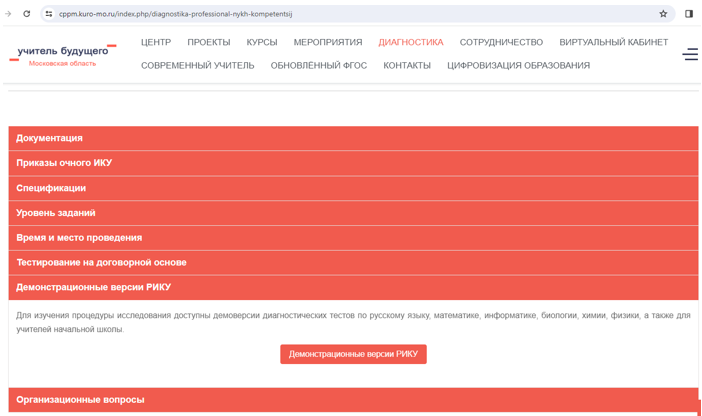 cppm.kuro-mo.ru/index.php/diagnostika-professional-nykh-kompetentsij
учитель будущего
Московская область
ЦЕНТР ПРОЕКТЫ КУРСЫ МЕРОПРИЯТИЯ ДИАГНОСТИКА СОТРУДНИЧЕСТВО ВИРТУАЛЬНЫЙ КАБИНЕТ
СОВРЕМЕННЫЙ УЧИТЕЛЬ ОБНОВЛЁННЫЙ ФГОС КОНТАКТЫ ЦИФРОВИЗАЦИЯ ОБРАЗОВАНИЯ
Документация
Приказы очного ИКУ
Спецификации
Уровень заданий
Время и место проведения
Тестирование на договорной основе
Демонстрационные версии РИКУ
Для изучения процедуры исследования доступны демоверсии диагностических тестов по русскому языку, математике, информатике, биологии, химии, физики, а также для
учителей начальной школы.
Демонстрационные версии РИКУ
Организационные вопросы